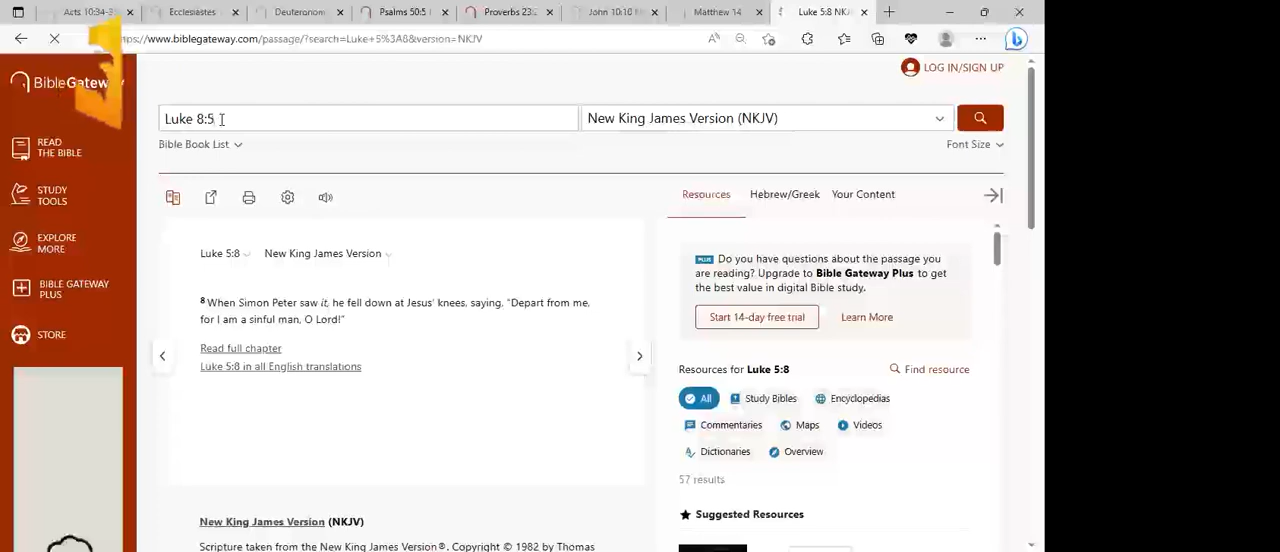 Acts 10:34-3
Ecclesiastes
Deuteronom
Psalms 50:5
Proverbs 23:
John 10:10 N
Matthew 14
Luke 5:8 NKJ
https://www.biblegateway.com/passage/?search=Luke+5%3A8&version=NKJV
BibleGateway
LOG IN/SIGN UP
Luke 8:5
New King James Version (NKJV)
Bible Book List
Font Size
READ
THE BIBLE
STUDY
TOOLS
EXPLORE
MORE
BIBLE GATEWAY
PLUS
STORE
Resources
Hebrew/Greek
Your Content
Luke 5:8
New King James Version
8 When Simon Peter saw it, he fell down at Jesus' knees, saying, "Depart from me,
for I am a sinful man, O Lord!"
Read full chapter
Luke 5:8 in all English translations
New King James Version (NKJV)
Scripture taken from the New King James Version®. Copyright © 1982 by Thomas
PLUS Do you have questions about the passage
you are reading? Upgrade to Bible Gateway Plus to get
the best value in digital Bible study.
Start 14-day free trial
Learn More
Resources for Luke 5:8
Find resource
All
Study Bibles
Encyclopedias
Commentaries
Maps
Videos
Dictionaries
Overview
57 results
Suggested Resources